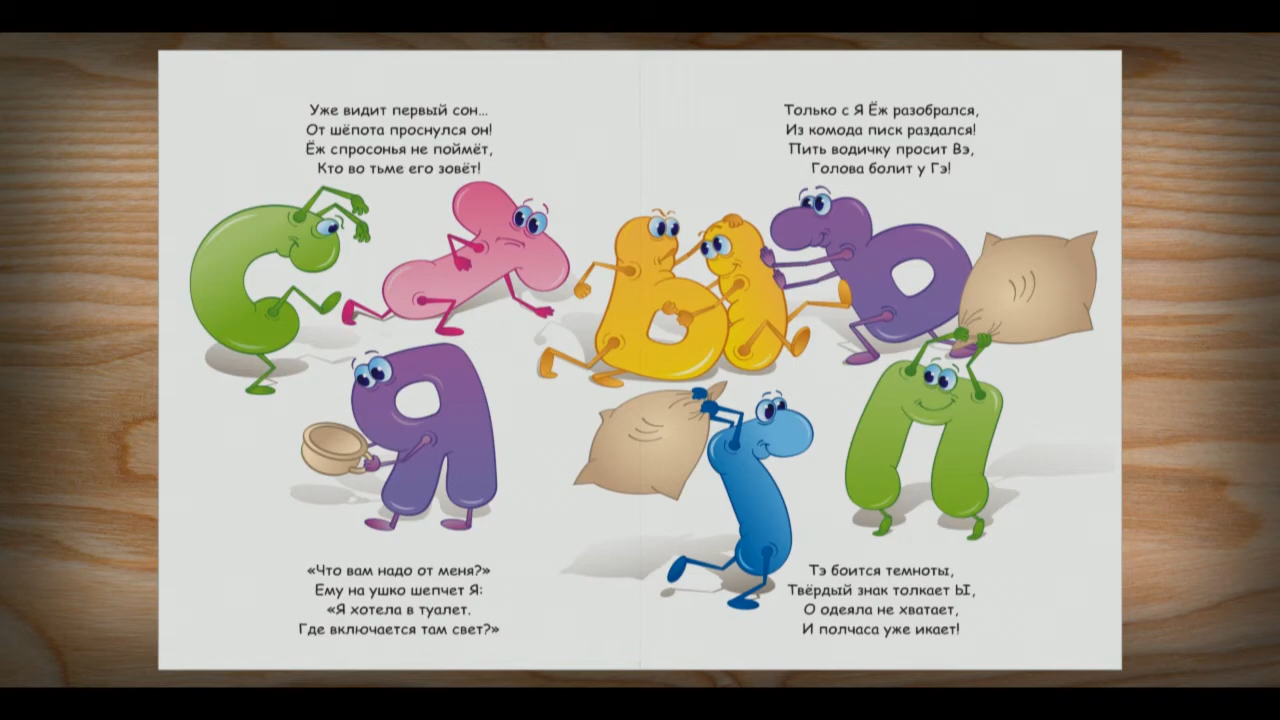 Уже видит первый сон...
От шёпота проснулся он!
Ёж спросонья не поймёт,
Кто во тьме его зовёт!
«Что вам надо от меня?»
Ему на ушко шепчет Я:
«Я хотела в туалет.
Где включается там свет?»
Только с Я Ёж разобрался,
Из комода писк раздался!
Пить водичку просит Вэ,
Голова болит у Гэ!
Тэ боится темноты,
Твёрдый знак толкает Ы,
О одеяла не хватает,
И полчаса уже икает!